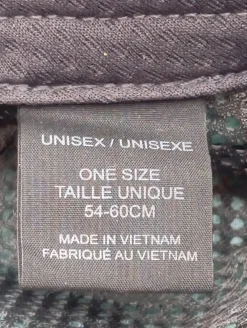 UNISEX / UNISEXE
ONE SIZE
TAILLE UNIQUE
54-60CM
MADE IN VIETNAM
FABRIQUÉ AU VIETNAM